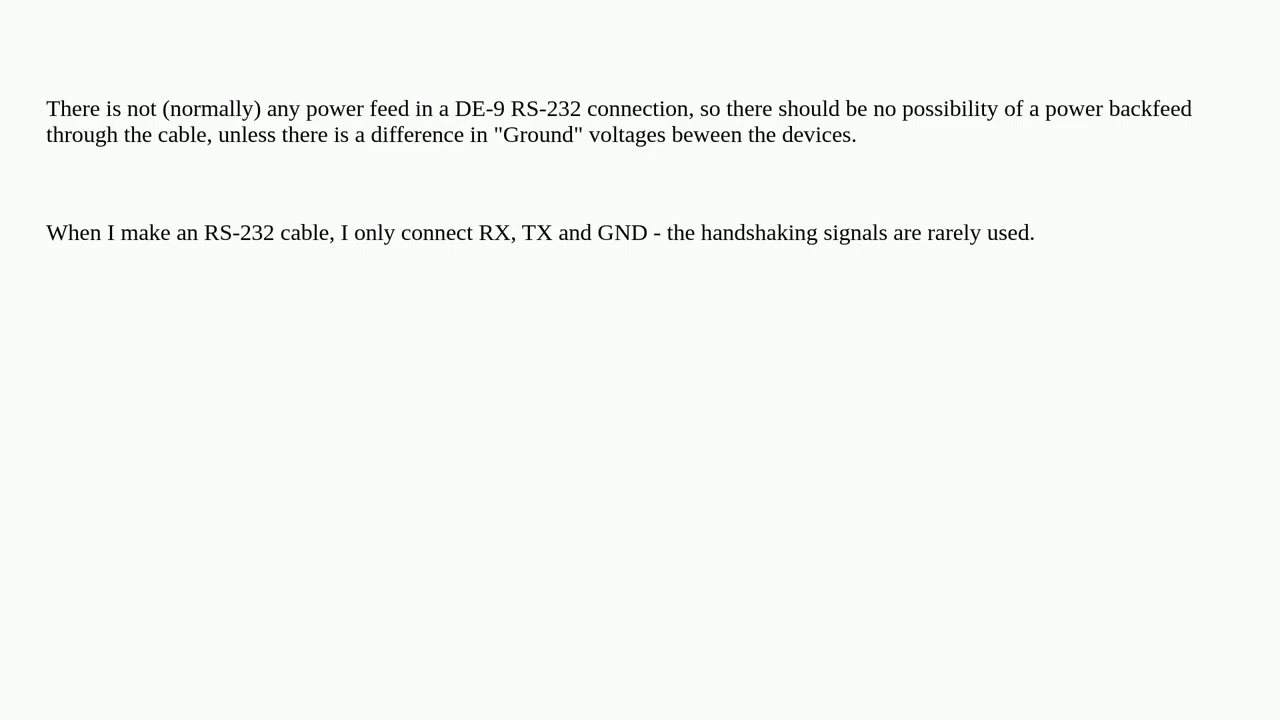 There is not (normally) any power feed in a DE-9 RS-232 connection, so there should be no possibility of a power backfeed
through the cable, unless there is a difference in "Ground" voltages beween the devices.
When I make an RS-232 cable, I only connect RX, TX and GND - the handshaking signals are rarely used.